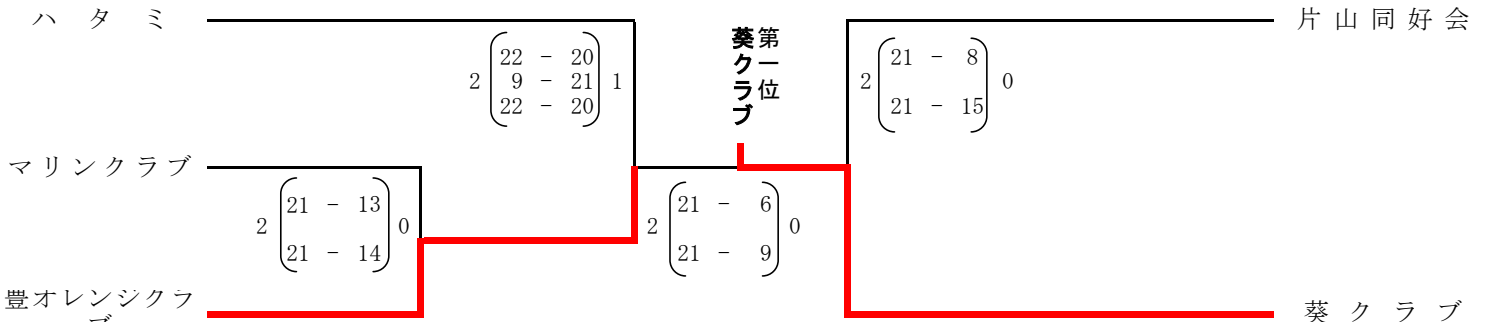 ハタミ
片山同好会
第一位
葵クラブ
2 22 - 20 1
9 - 21
22 - 20
2 21 - 8 0
21 - 15
マリンクラブ
2 21 - 13 0
21 - 14
2 21 - 6 0
21 - 9
豊オレンジクラ
ブ
葵クラブ